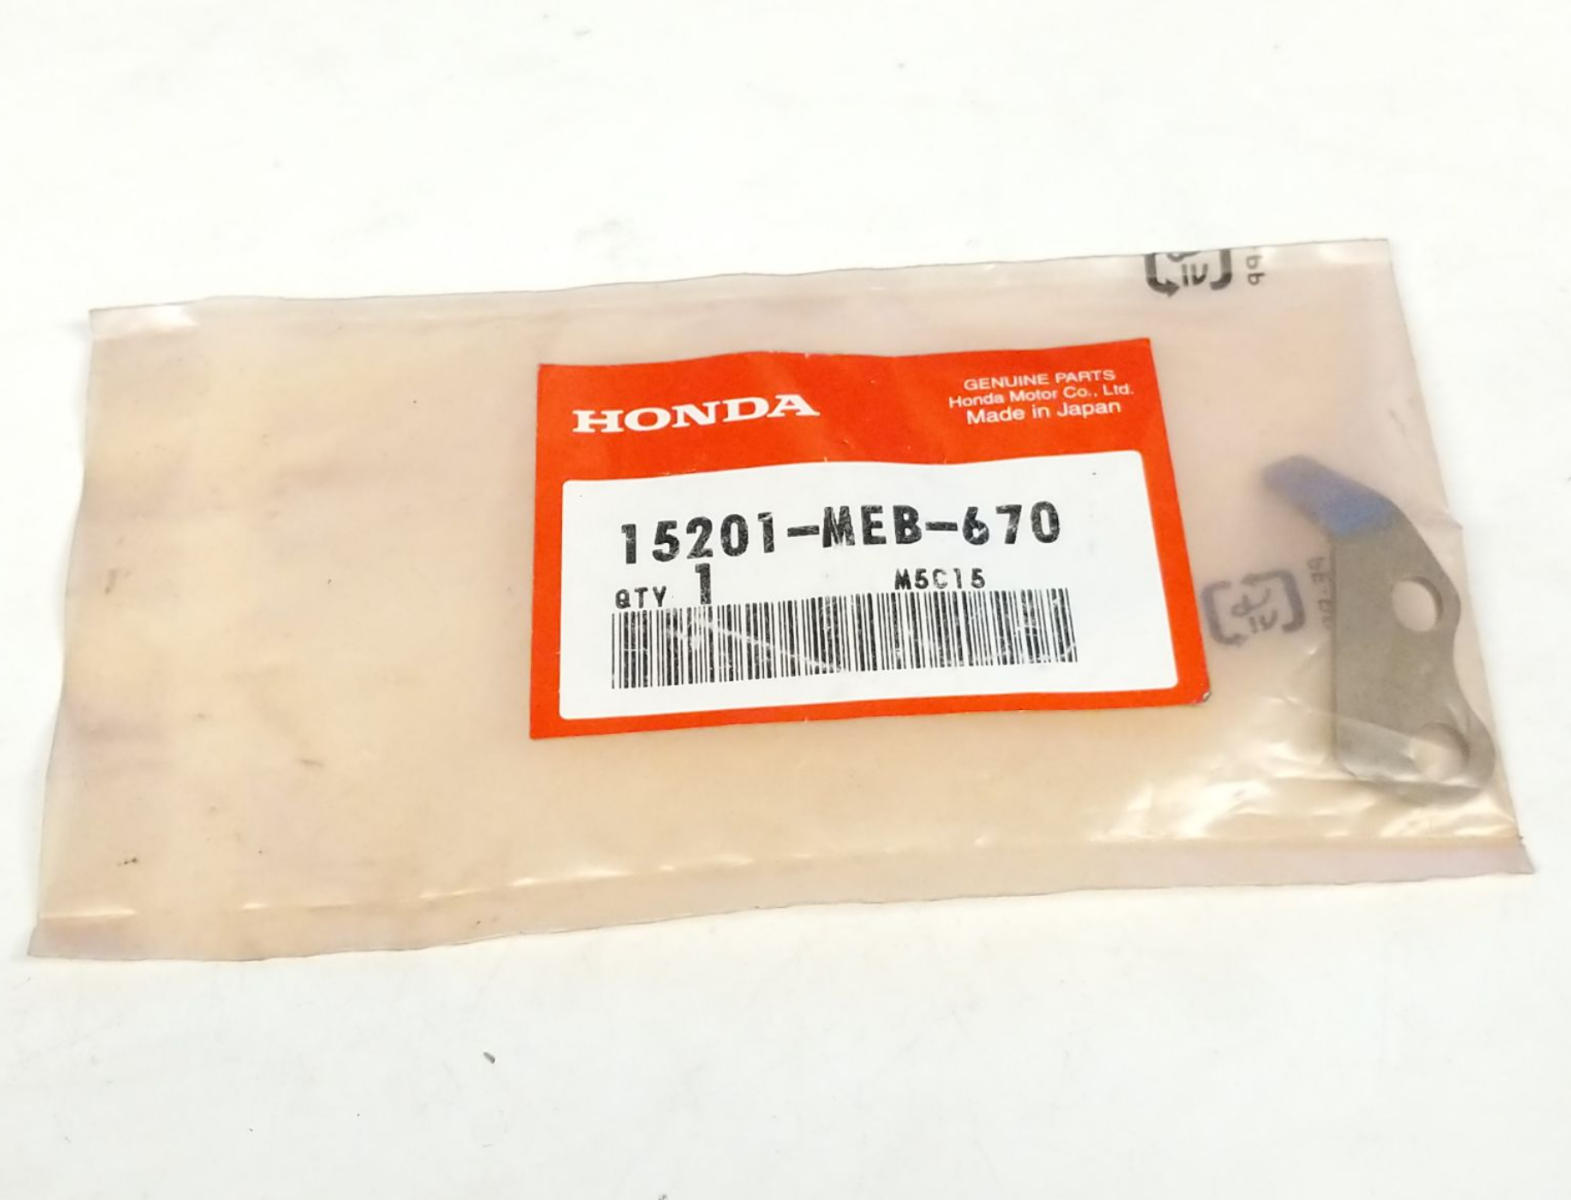 HONDA
GENUINE PARTS
Honda Motor Co., Ltd.
Made in Japan
15201-MEB-670
QTY 1 M5C15